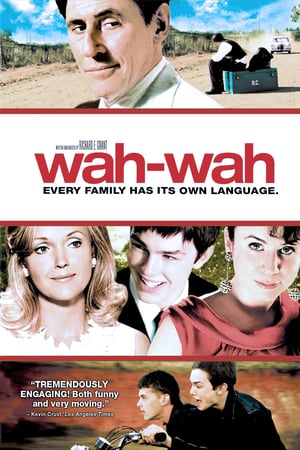 R.C.
WRITTEN AND DIRECTED BY RICHARD E. GRANT
wah-wah
EVERY FAMILY HAS ITS OWN LANGUAGE.
"TREMENDOUSLY
ENGAGING! Both funny
and very moving."
– Kevin Crust, Los Angeles Times